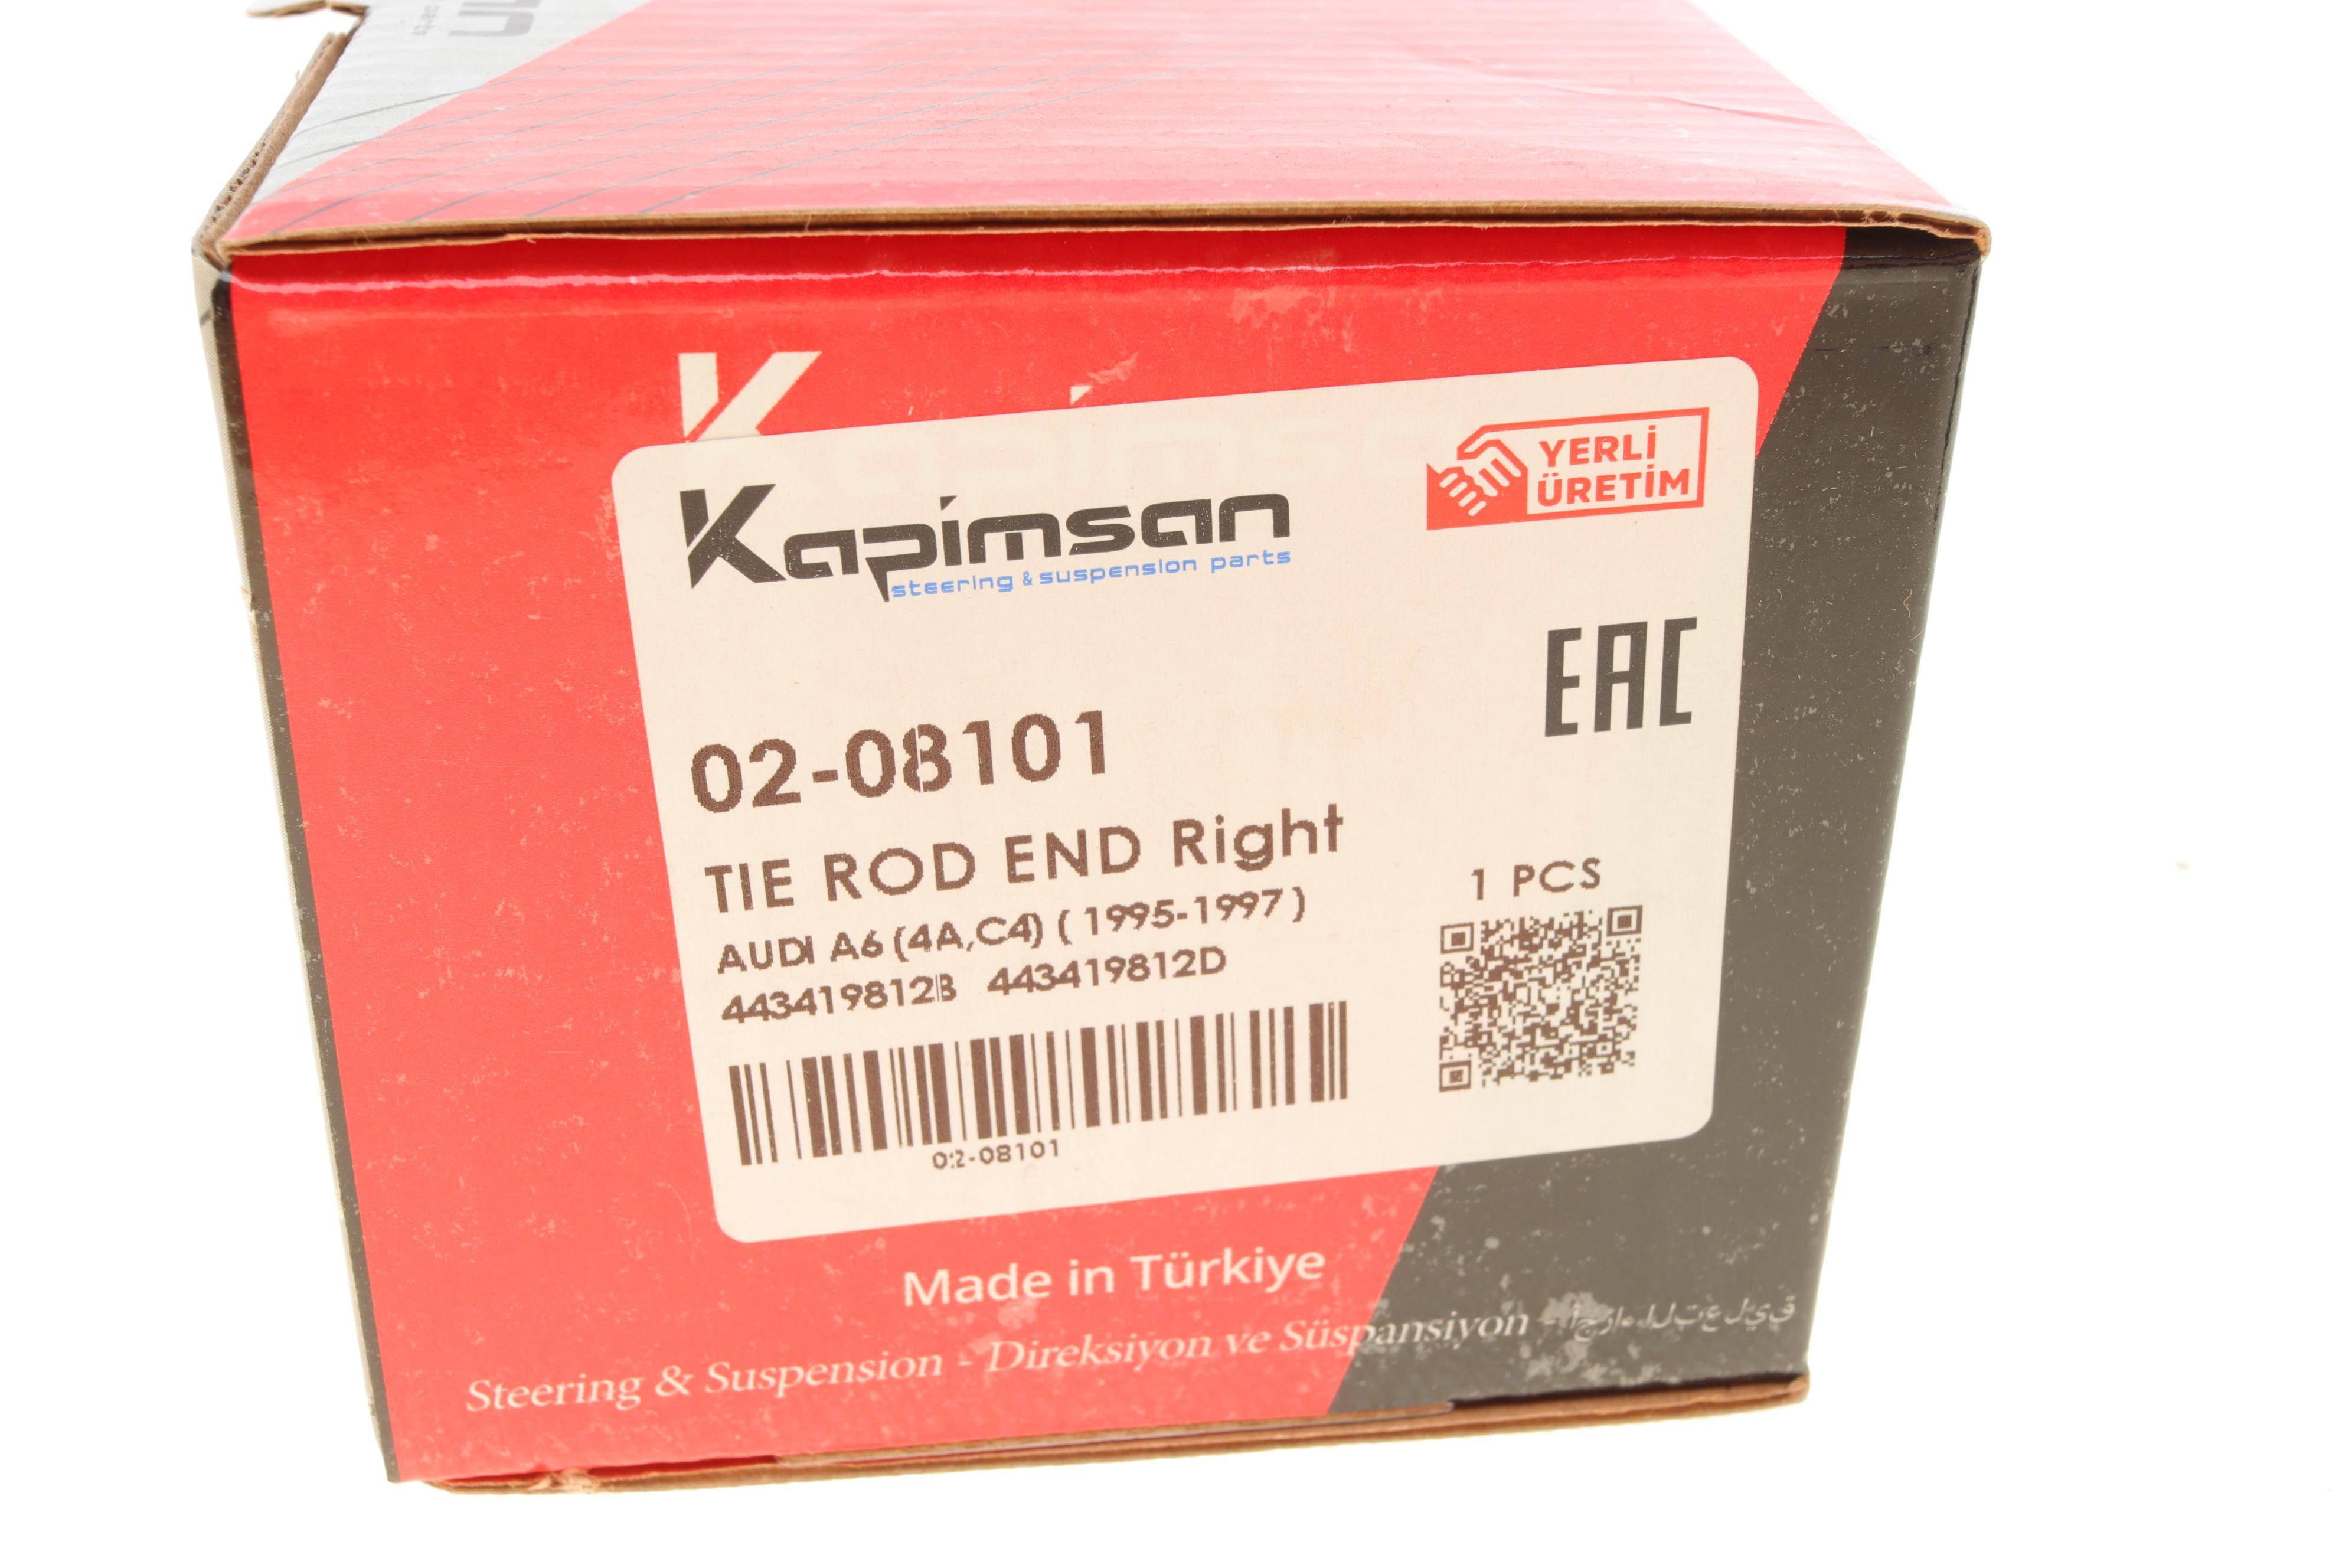 Kapimsan
steering & suspension parts
YERLİ
ÜRETİM
EAC
02-08101
TIE ROD END Right
AUDI A6 (4A,C4) ( 1995-1997 )
443419812B 443419812D
1 PCS
02-08101
Made in Türkiye
Steering & Suspension - Direksiyon ve Süspansiyon -